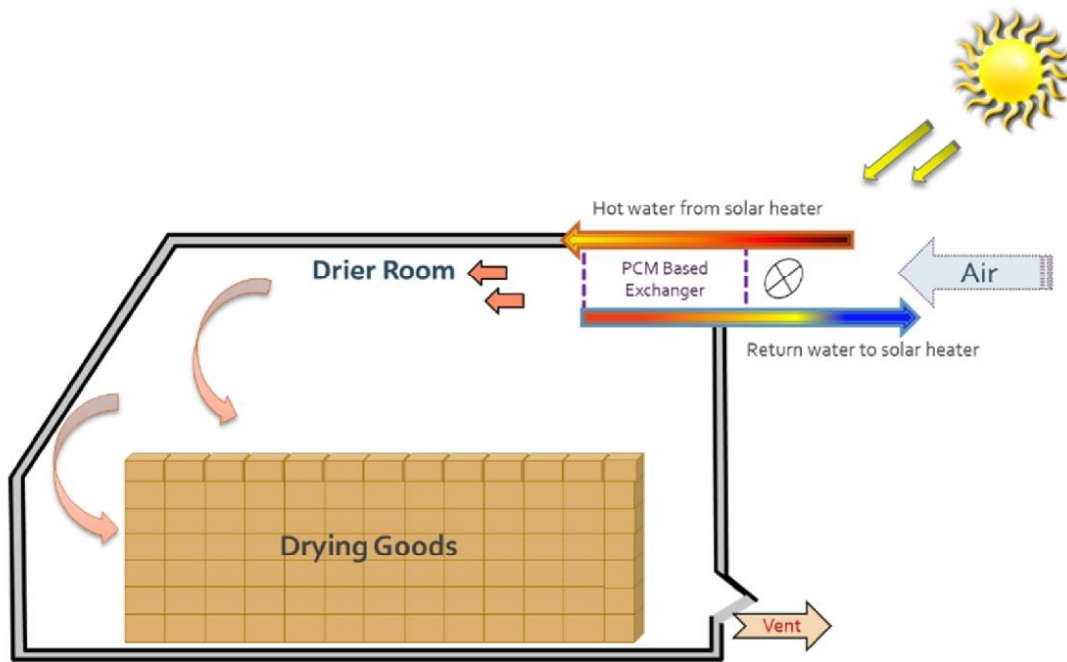 Hot water from solar heater
Drier Room
PCM Based
Exchanger
Air
Return water to solar heater
Drying Goods
Vent